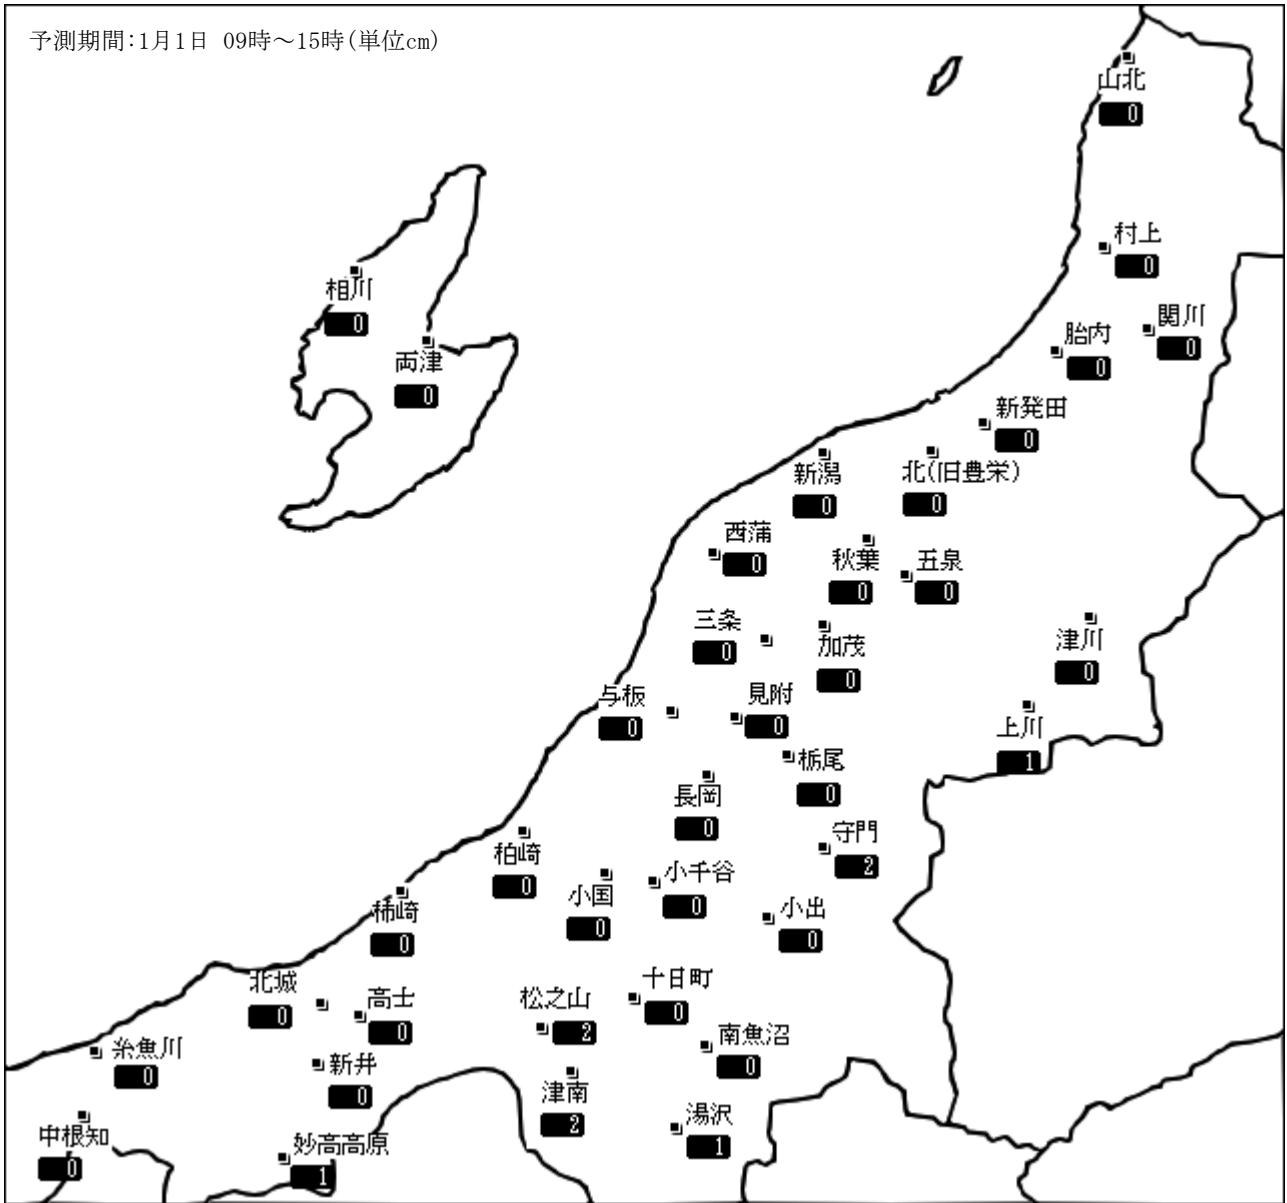 予測期間:1月1日 09時～15時(単位cm)
山北
0
村上
0
相川
0
関川
0
胎内
0
両津
0
新発田
0
新潟
0
北(旧豊栄)
0
西蒲
0
秋葉
0
五泉
0
三条
0
加茂
0
津川
0
与板
0
見附
0
上川
1
栃尾
0
長岡
0
守門
2
柏崎
0
小国
0
小千谷
0
小出
0
柿崎
0
北城
0
高士
0
松之山
2
十日町
0
南魚沼
0
糸魚川
0
新井
0
津南
2
湯沢
1
中根知
0
妙高高原
1